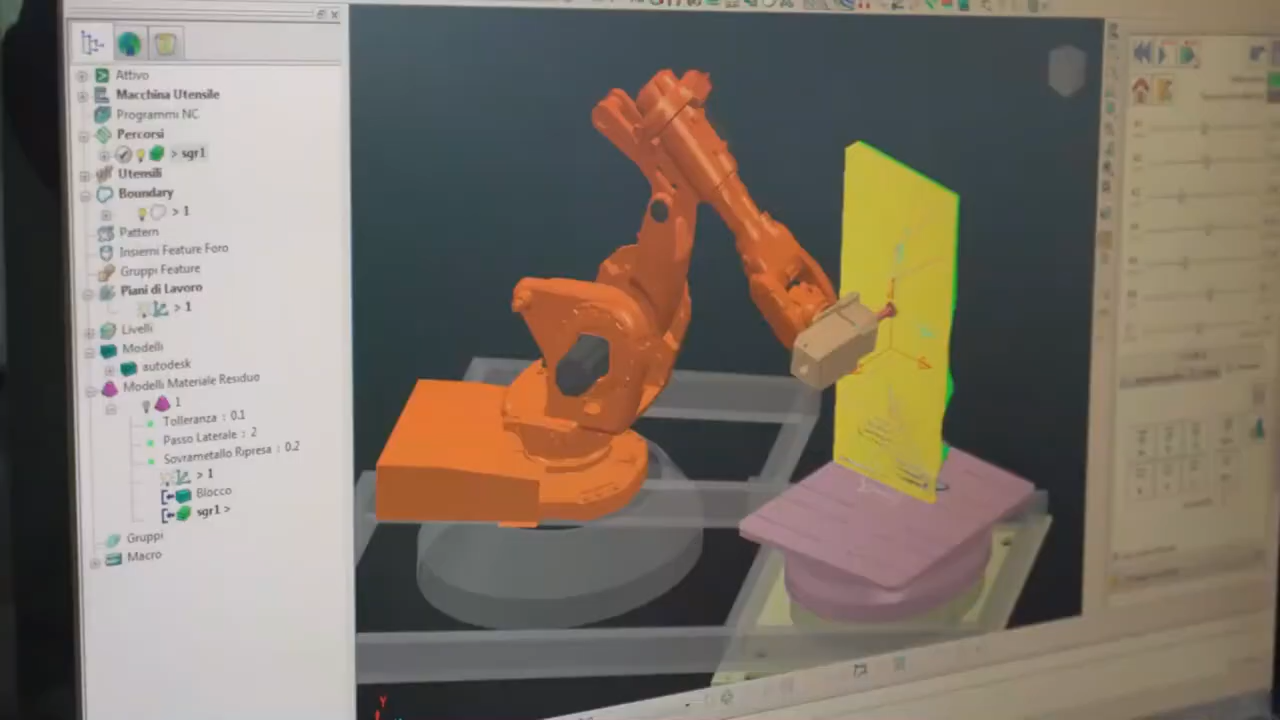 Attivo
Macchina Utensile
Programmi NC
Percorsi
> sgr1
Utensili
Boundary
> 1
Pattern
Insiemi Feature Foro
Gruppi Feature
Piani di Lavoro
> 1
Livelli
Modelli
autodesk
Modelli Materiale Residuo
1
Tolleranza : 0.1
Passo Laterale : 2
Sovrametallo Ripresa : 0.2
> 1
Blocco
sgr1 >
Gruppi
Macro
Y